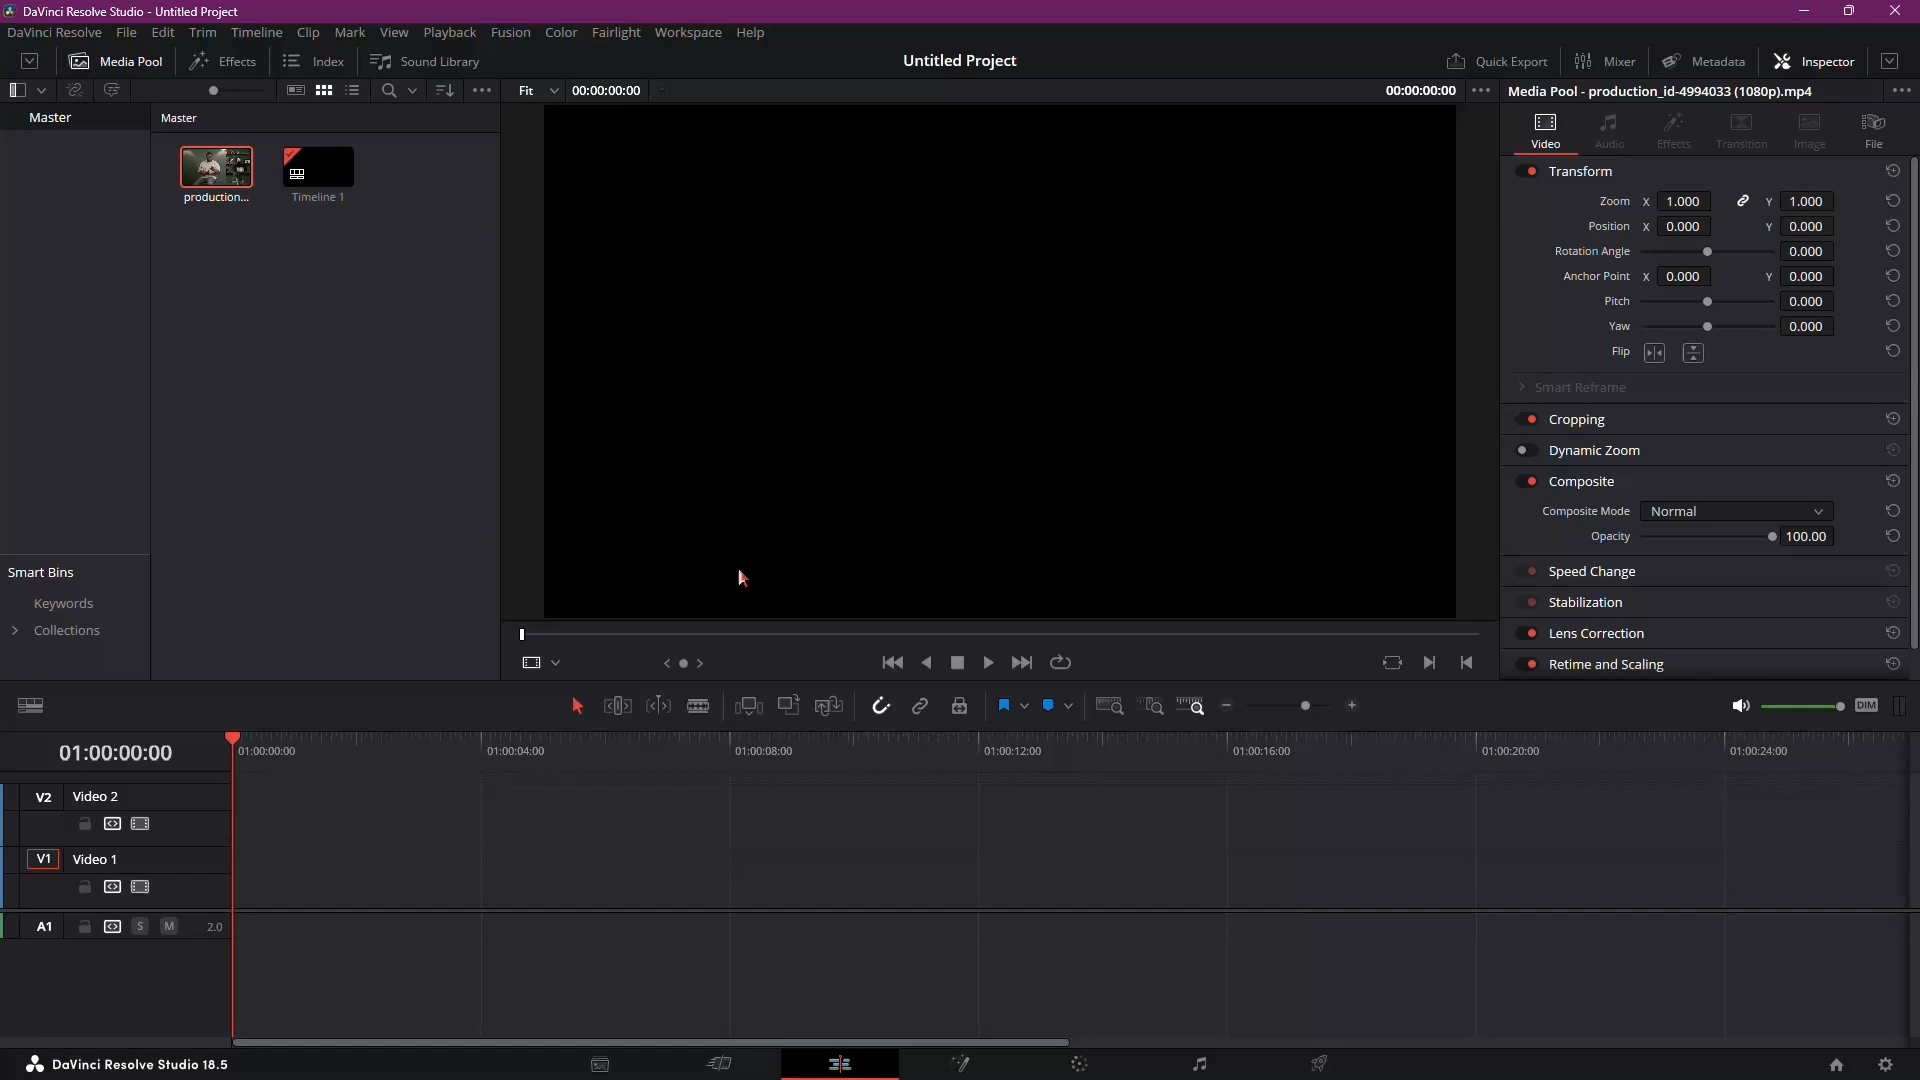 DaVinci Resolve Studio - Untitled Project
DaVinci Resolve File Edit Trim Timeline Clip Mark View Playback Fusion Color Fairlight Workspace Help
Media Pool Effects Index Sound Library Untitled Project Quick Export Mixer Metadata Inspector
Fit 00:00:00:00 00:00:00:00 Media Pool - production_id-4994033 (1080p).mp4
Master Master
Video Audio Effects Transition Image File
Transform
production... Timeline 1
Zoom X 1.000 Y 1.000
Position X 0.000 Y 0.000
Rotation Angle 0.000
Anchor Point X 0.000 Y 0.000
Pitch 0.000
Yaw 0.000
Flip
Smart Reframe
Cropping
Dynamic Zoom
Composite
Composite Mode Normal
Opacity 100.00
Smart Bins
Speed Change
Keywords
Stabilization
Collections
Lens Correction
Retime and Scaling
DIM
01:00:00:00 01:00:00:00 01:00:04:00 01:00:08:00 01:00:12:00 01:00:16:00 01:00:20:00 01:00:24:00
V2 Video 2
V1 Video 1
A1 S M 2.0
DaVinci Resolve Studio 18.5